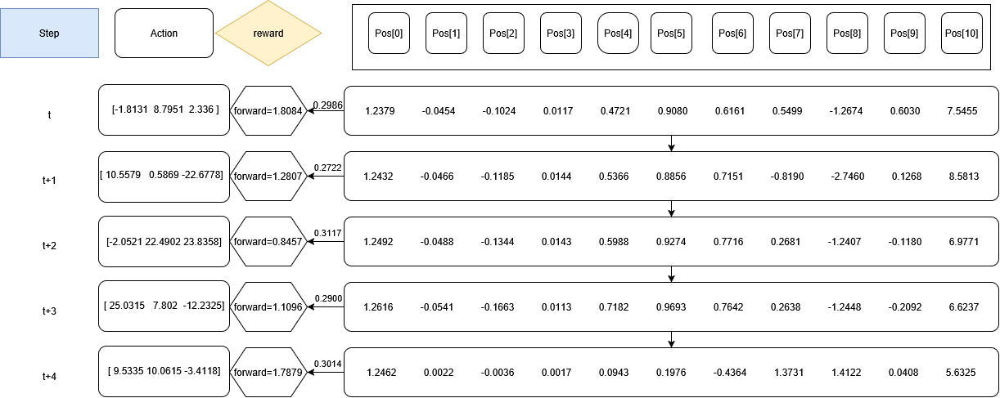 Step Action reward Pos[0] Pos[1] Pos[2] Pos[3] Pos[4] Pos[5] Pos[6] Pos[7] Pos[8] Pos[9] Pos[10]
t [-1.8131 8.7951 2.336 ] forward=1.8084 0.2986 1.2379 -0.0454 -0.1024 0.0117 0.4721 0.9080 0.6161 0.5499 -1.2674 0.6030 7.5455
t+1 [ 10.5579 0.5869 -22.6778] forward=1.2807 0.2722 1.2432 -0.0466 -0.1185 0.0144 0.5366 0.8856 0.7151 -0.8190 -2.7460 0.1268 8.5813
t+2 [-2.0521 22.4902 23.8358] forward=0.8457 0.3117 1.2492 -0.0488 -0.1344 0.0143 0.5988 0.9274 0.7716 0.2681 -1.2407 -0.1180 6.9771
t+3 [ 25.0315 7.802 -12.2325] forward=1.1096 0.2900 1.2616 -0.0541 -0.1663 0.0113 0.7182 0.9693 0.7642 0.2638 -1.2448 -0.2092 6.6237
t+4 [ 9.5335 10.0615 -3.4118] forward=1.7879 0.3014 1.2462 0.0022 -0.0036 0.0017 0.0943 0.1976 -0.4364 1.3731 1.4122 0.0408 5.6325